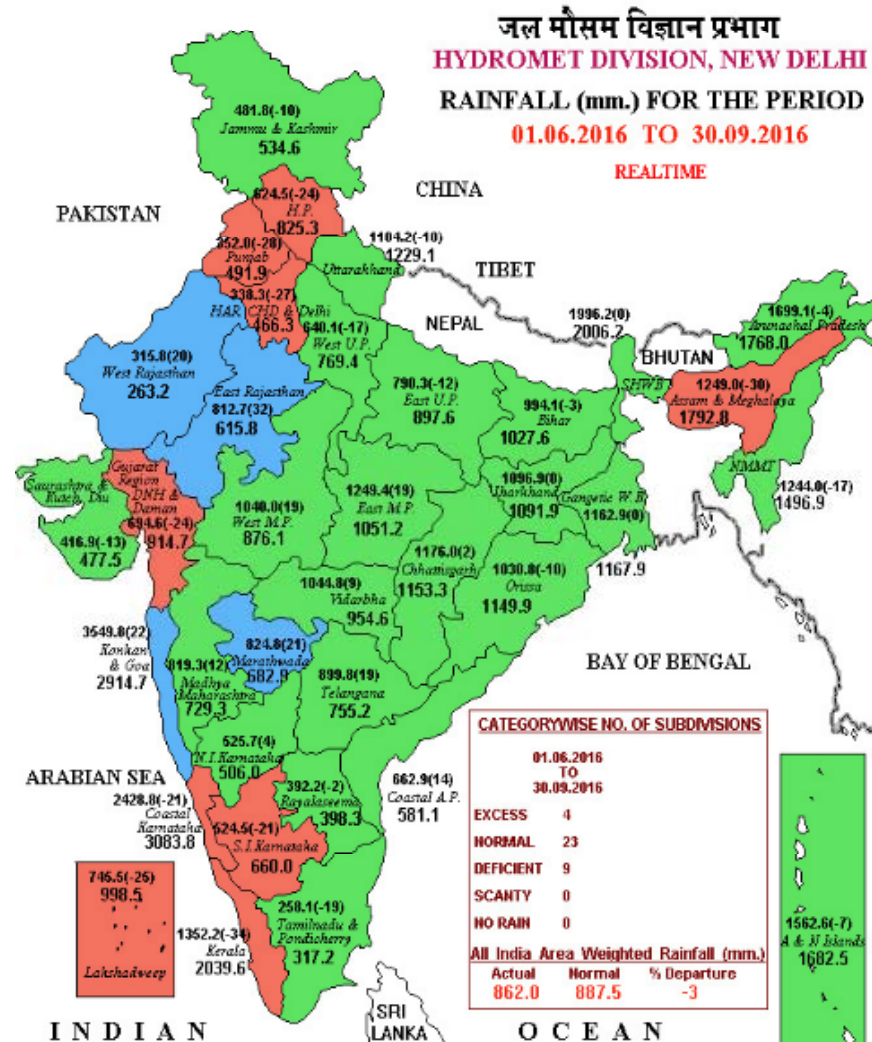 जल मौसम विज्ञान प्रभाग
HYDROMET DIVISION, NEW DELHI
RAINFALL (mm.) FOR THE PERIOD
01.06.2016 TO 30.09.2016
REALTIME
481.8(-10)
Jammu & Kashmir
534.6
CHINA
PAKISTAN
624.5(-24)
H.P.
825.3
352.0(-28)
Punjab
491.9
1104.2(-10)
1229.1
Uttarakhand
TIBET
338.3(-27)
HAR CHD & Delhi
466.3
NEPAL
640.1(-17)
West U.P.
769.4
1996.2(0)
2006.2
SHWB
BHUTAN
1699.1(-4)
Arunachal Pradesh
1768.0
315.8(20)
West Rajasthan
263.2
East Rajasthan
812.7(32)
615.8
790.3(-12)
East U.P.
897.6
994.1(-3)
Bihar
1027.6
1249.0(-30)
Assam & Meghalaya
1792.8
NMMT
1244.0(-17)
1496.9
Saurashtra &
Kutch, Diu
416.9(-13)
477.5
Gujarat
Region
DNH &
Daman
694.6(-24)
914.7
1040.0(19)
West M.P.
876.1
1249.4(19)
East M.P.
1051.2
1096.9(0)
Jharkhand
1091.9
Gangetic W.B
1162.9(0)
1167.9
1176.0(2)
Chhattisgarh
1153.3
1030.8(-10)
Orissa
1149.9
1044.8(9)
Vidarbha
954.6
3549.8(22)
Konkan
& Goa
2914.7
819.3(12)
Madhya
Maharashtra
729.3
824.8(21)
Marathwada
682.9
899.8(19)
Telangana
755.2
BAY OF BENGAL
525.7(4)
N.I.Karnataka
506.0
ARABIAN SEA
2428.8(-21)
Coastal
Karnataka
3083.8
392.2(-2)
Rayalaseema
398.3
662.9(14)
Coastal A.P.
581.1
524.5(-21)
S.I.Karnataka
660.0
745.5(-25)
998.5
Lakshadweep
1352.2(-34)
Kerala
2039.6
258.1(-19)
Tamilnadu &
Pondicherry
317.2
CATEGORYWISE NO. OF SUBDIVISIONS
01.06.2016
TO
30.09.2016
EXCESS 4
NORMAL 23
DEFICIENT 9
SCANTY 0
NO RAIN 0
All India Area Weighted Rainfall (mm.)
Actual Normal % Departure
862.0 887.5 -3
1562.6(-7)
A & N Islands
1682.5
SRI
LANKA
INDIAN OCEAN